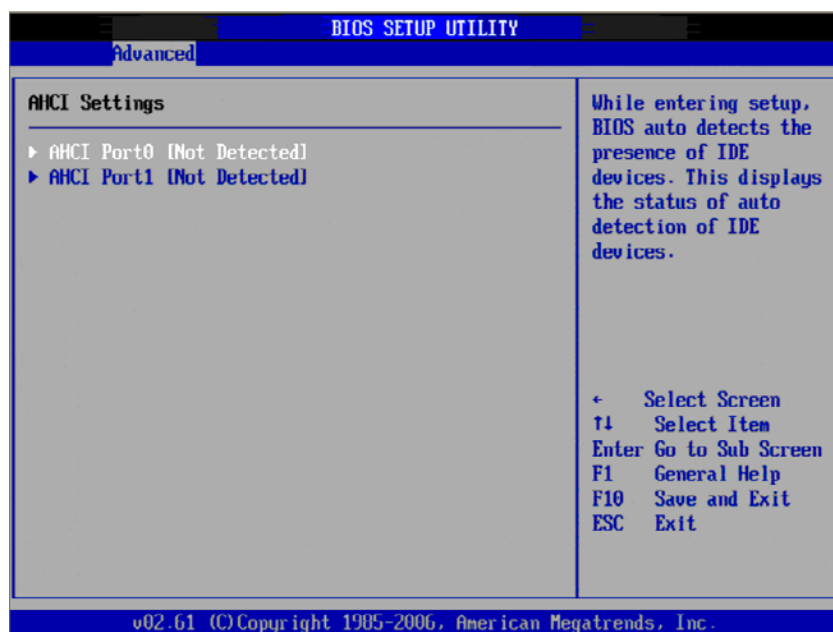 BIOS SETUP UTILITY
Advanced
AHCI Settings
▶ AHCI Port0 [Not Detected]
▶ AHCI Port1 [Not Detected]
While entering setup,
BIOS auto detects the
presence of IDE
devices. This displays
the status of auto
detection of IDE
devices.
← Select Screen
↑↓ Select Item
Enter Go to Sub Screen
F1 General Help
F10 Save and Exit
ESC Exit
v02.61 (C)Copyright 1985-2006, American Megatrends, Inc.